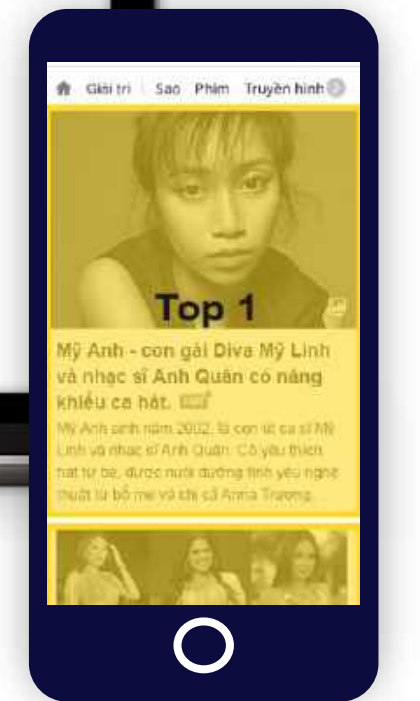 Giải trí Sao Phim Truyền hình
Top 1
Mỹ Anh - con gái Diva Mỹ Linh
và nhạc sĩ Anh Quân có năng
khiếu ca hát.
Mỹ Anh sinh năm 2002, là con út ca sĩ Mỹ
Linh và nhạc sĩ Anh Quân. Cô yêu thích
hát từ bé, được nuôi dưỡng tình yêu nghệ
thuật từ bố mẹ và chị cả Anna Trương...